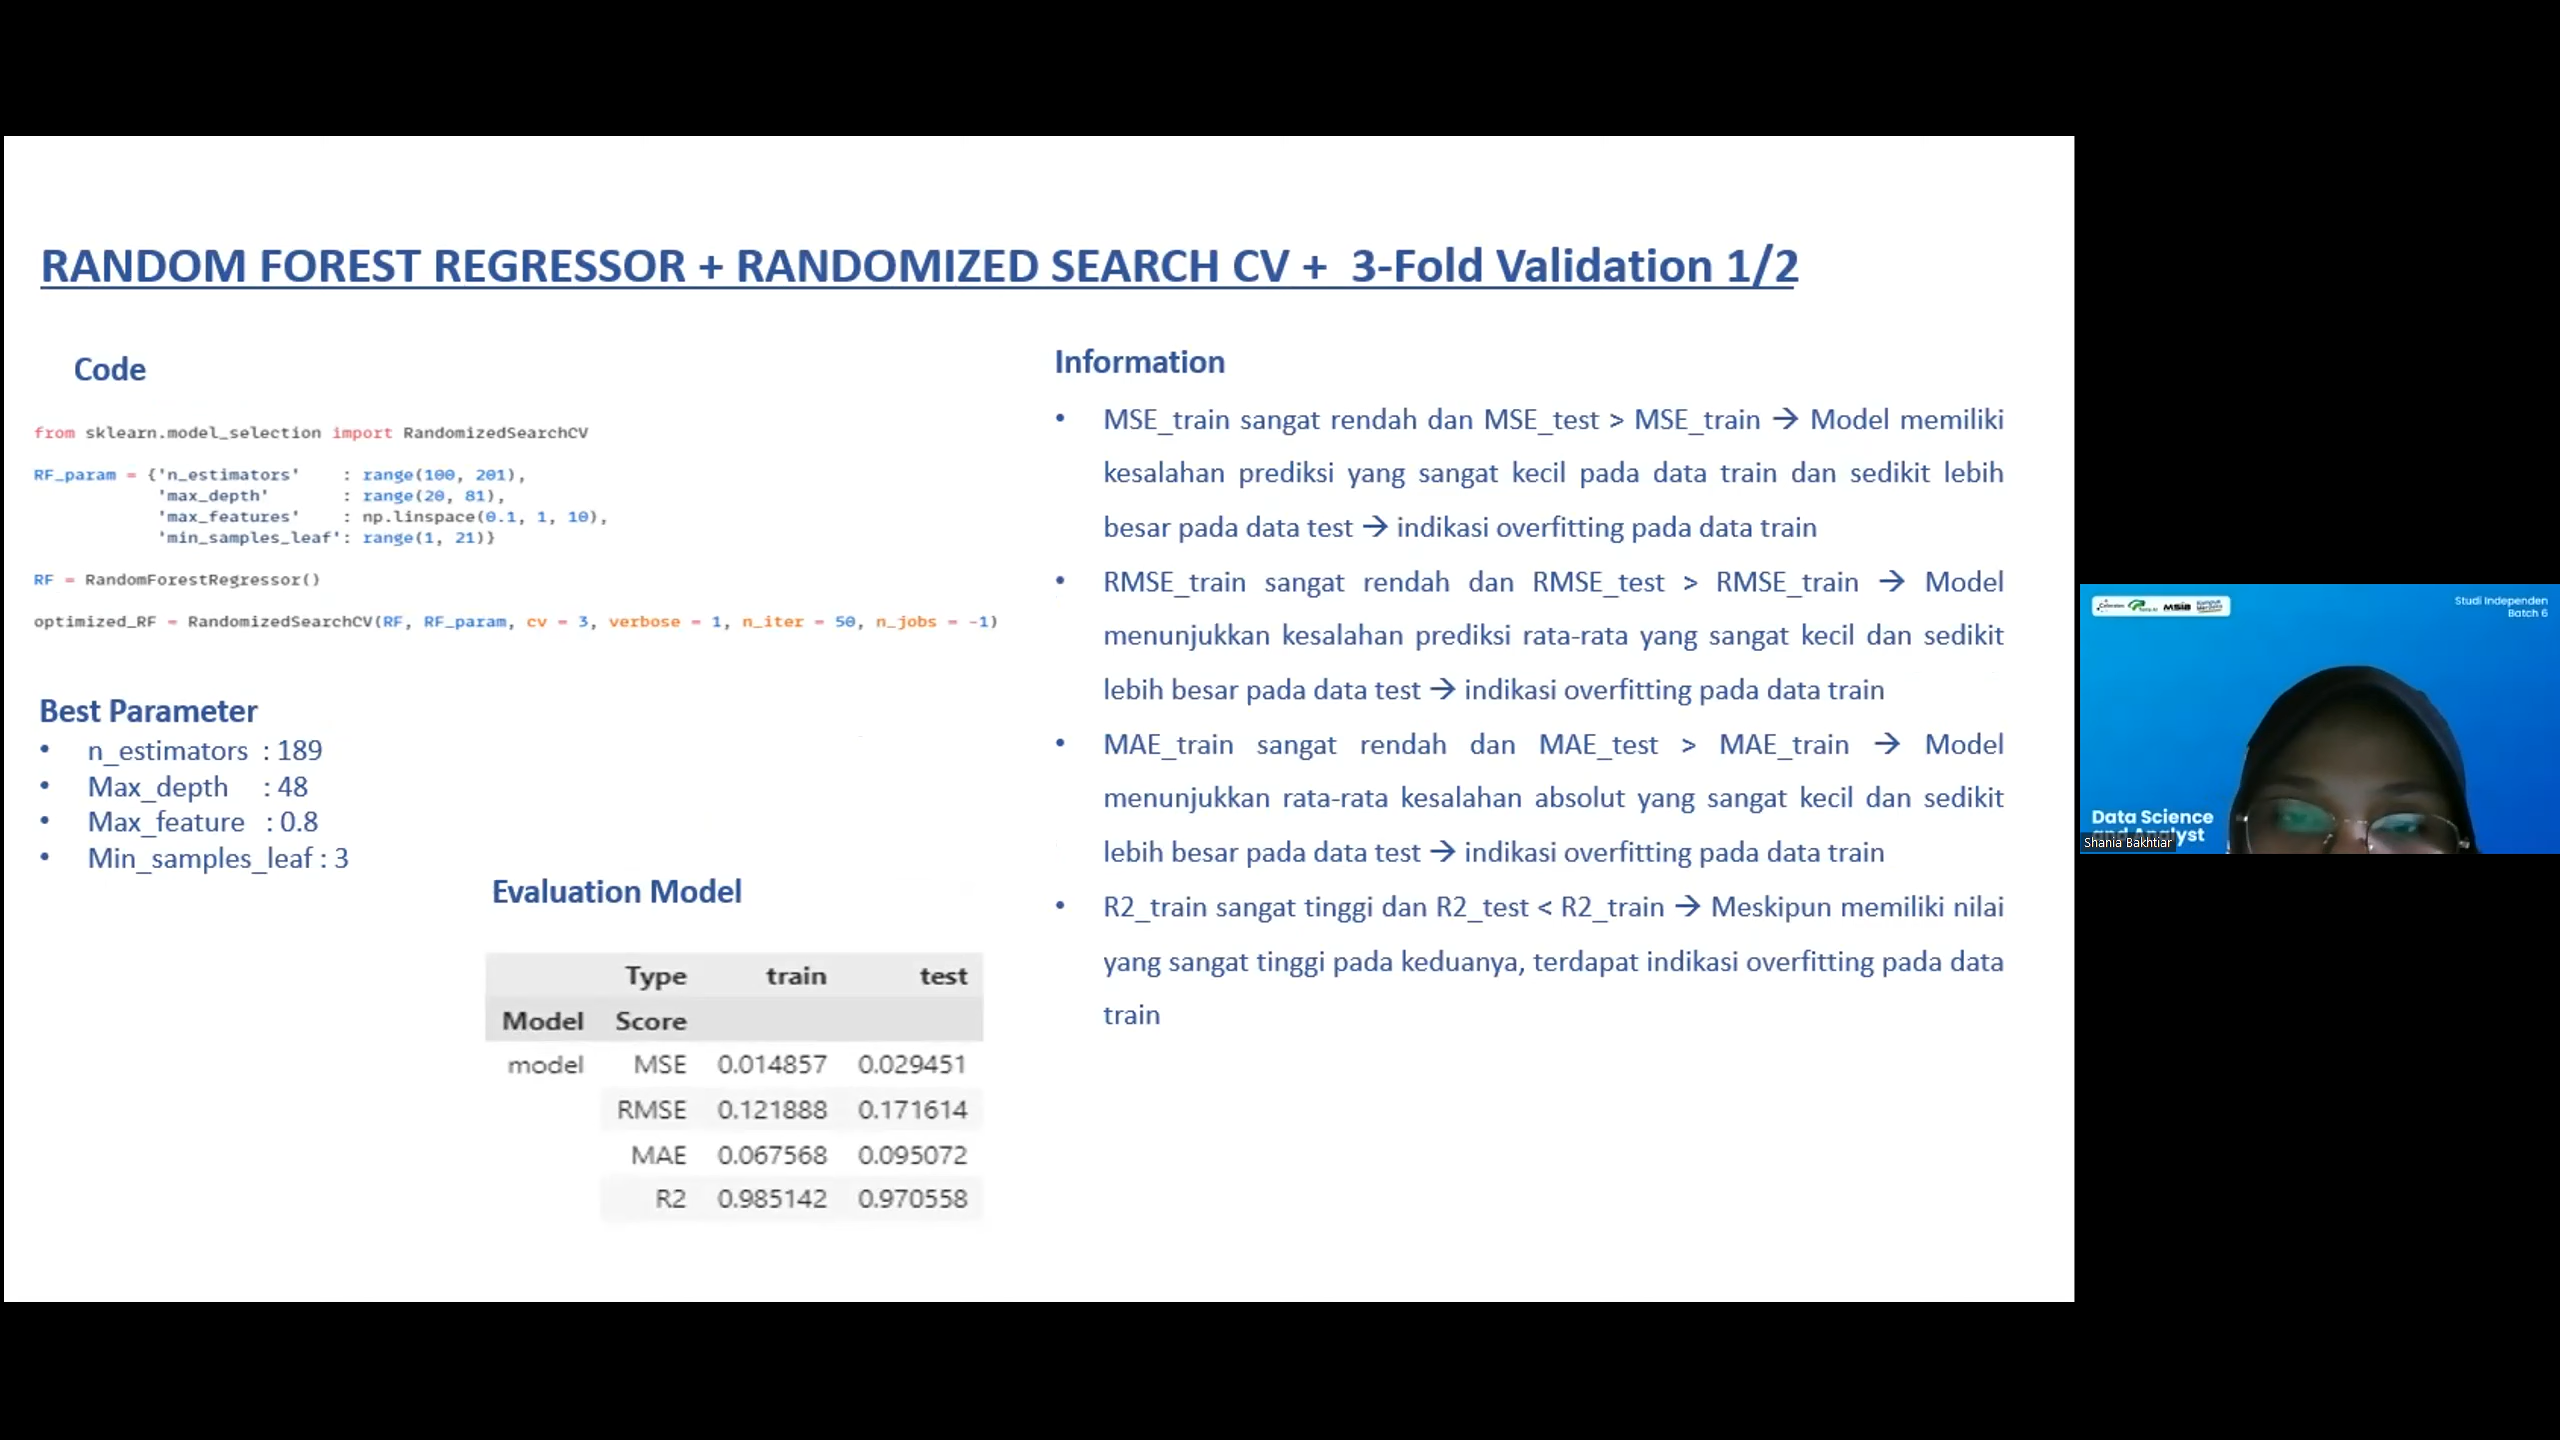 RANDOM FOREST REGRESSOR + RANDOMIZED SEARCH CV + 3-Fold Validation 1/2
Code
from sklearn.model_selection import RandomizedSearchCV
RF_param = {'n_estimators' : range(100, 201),
'max_depth' : range(20, 81),
'max_features' : np.linspace(0.1, 1, 10),
'min_samples_leaf': range(1, 21)}
RF = RandomForestRegressor()
optimized_RF = RandomizedSearchCV(RF, RF_param, cv = 3, verbose = 1, n_iter = 50, n_jobs = -1)
Best Parameter
• n_estimators : 189
• Max_depth : 48
• Max_feature : 0.8
• Min_samples_leaf : 3
Evaluation Model
Type train test
Model Score
model MSE 0.014857 0.029451
RMSE 0.121888 0.171614
MAE 0.067568 0.095072
R2 0.985142 0.970558
Information
• MSE_train sangat rendah dan MSE_test > MSE_train → Model memiliki
kesalahan prediksi yang sangat kecil pada data train dan sedikit lebih
besar pada data test → indikasi overfitting pada data train
• RMSE_train sangat rendah dan RMSE_test > RMSE_train → Model
menunjukkan kesalahan prediksi rata-rata yang sangat kecil dan sedikit
lebih besar pada data test → indikasi overfitting pada data train
• MAE_train sangat rendah dan MAE_test > MAE_train → Model
menunjukkan rata-rata kesalahan absolut yang sangat kecil dan sedikit
lebih besar pada data test → indikasi overfitting pada data train
• R2_train sangat tinggi dan R2_test < R2_train → Meskipun memiliki nilai
yang sangat tinggi pada keduanya, terdapat indikasi overfitting pada data
train
MSIB
Studi Independen
Batch 6
Data Science
and Analyst
Shania Bakhtiar